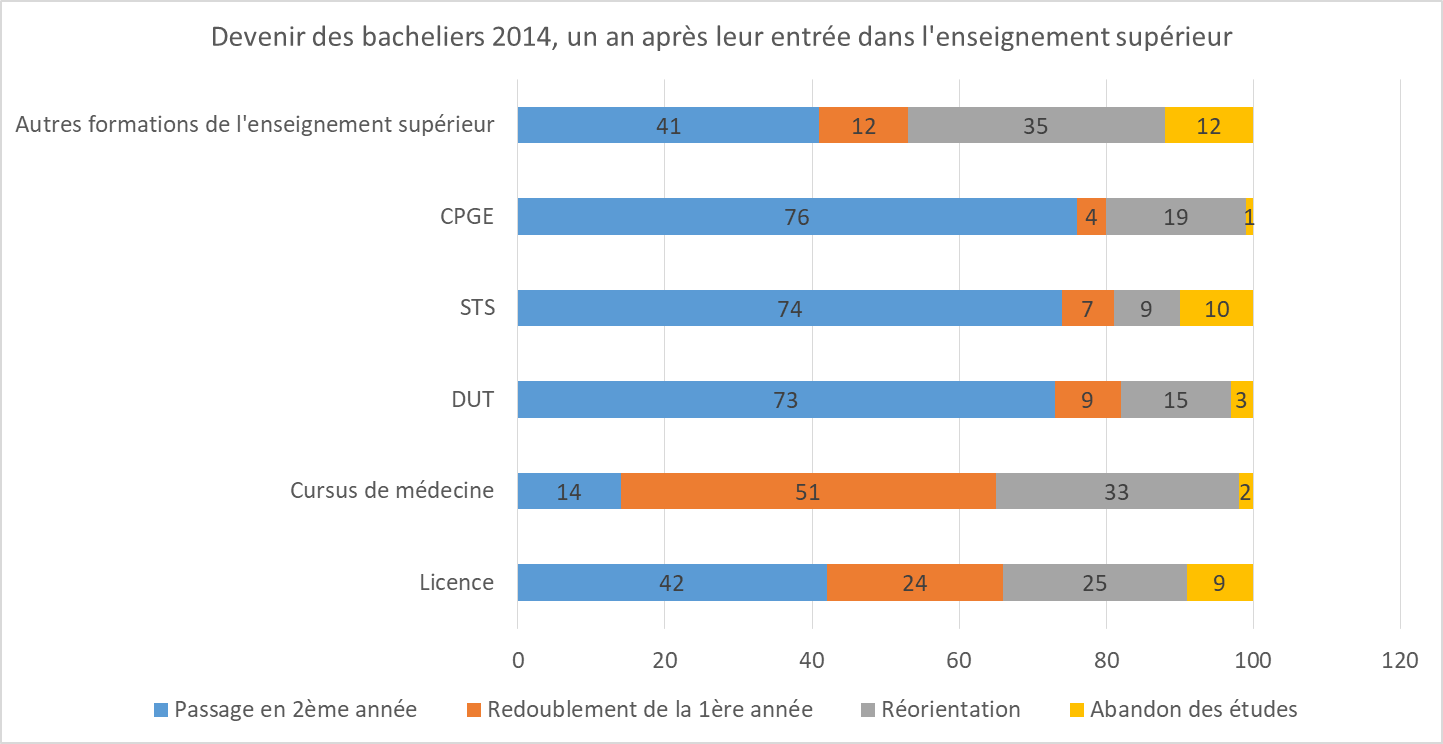 Devenir des bacheliers 2014, un an après leur entrée dans l'enseignement supérieur
Autres formations de l'enseignement supérieur 41 12 35 12
CPGE 76 4 19 1
STS 74 7 9 10
DUT 73 9 15 3
Cursus de médecine 14 51 33 2
Licence 42 24 25 9
0 20 40 60 80 100 120
Passage en 2ème année Redoublement de la 1ère année Réorientation Abandon des études